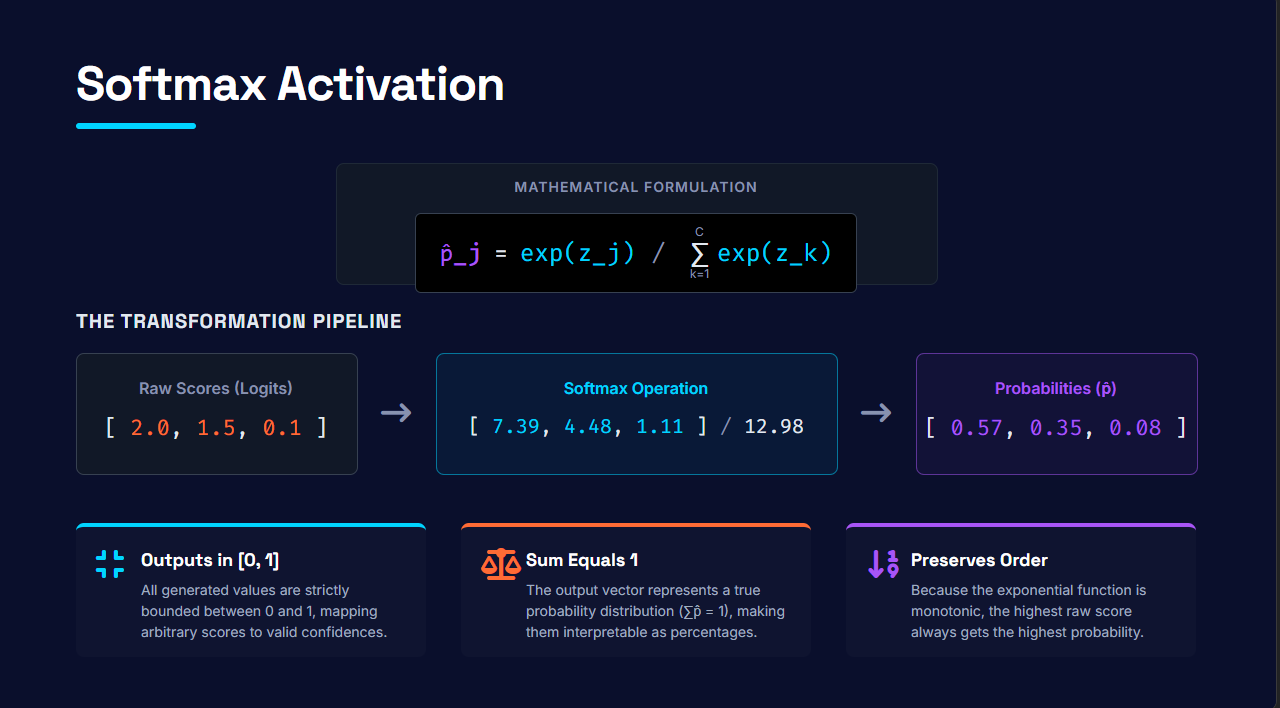 Softmax Activation
MATHEMATICAL FORMULATION
p̂_j = exp(z_j) / C∑k=1 exp(z_k)
THE TRANSFORMATION PIPELINE
Raw Scores (Logits)
[ 2.0, 1.5, 0.1 ]
Softmax Operation
[ 7.39, 4.48, 1.11 ] / 12.98
Probabilities (p̂)
[ 0.57, 0.35, 0.08 ]
Outputs in [0, 1]
All generated values are strictly
bounded between 0 and 1, mapping
arbitrary scores to valid confidences.
Sum Equals 1
The output vector represents a true
probability distribution (∑p̂ = 1), making
them interpretable as percentages.
Preserves Order
Because the exponential function is
monotonic, the highest raw score
always gets the highest probability.